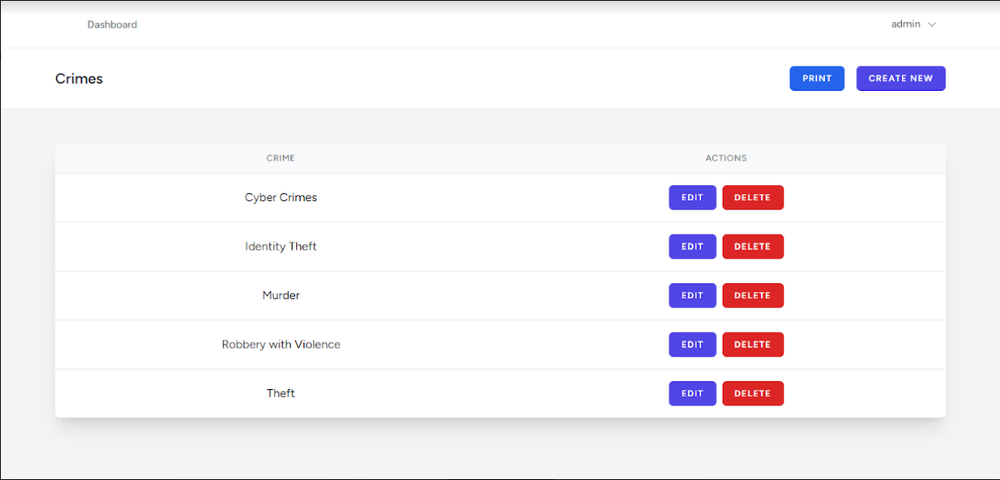 Dashboard admin
Crimes PRINT CREATE NEW
CRIME ACTIONS
Cyber Crimes EDIT DELETE
Identity Theft EDIT DELETE
Murder EDIT DELETE
Robbery with Violence EDIT DELETE
Theft EDIT DELETE